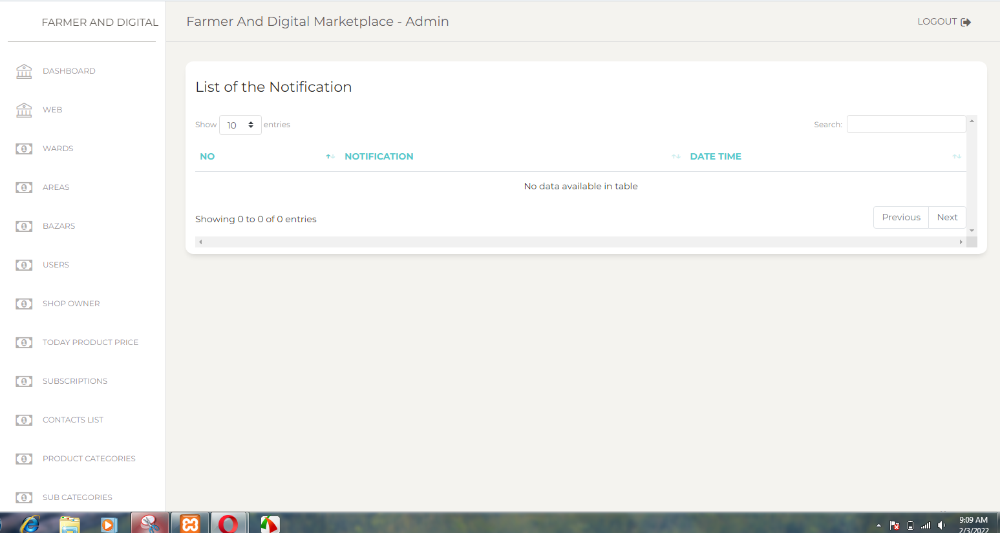 FARMER AND DIGITAL
Farmer And Digital Marketplace - Admin
LOGOUT
DASHBOARD
WEB
WARDS
AREAS
BAZARS
USERS
SHOP OWNER
TODAY PRODUCT PRICE
SUBSCRIPTIONS
CONTACTS LIST
PRODUCT CATEGORIES
SUB CATEGORIES
List of the Notification
Show 10 entries
Search:
NO NOTIFICATION DATE TIME
No data available in table
Showing 0 to 0 of 0 entries
Previous Next
9:09 AM
2/3/2022